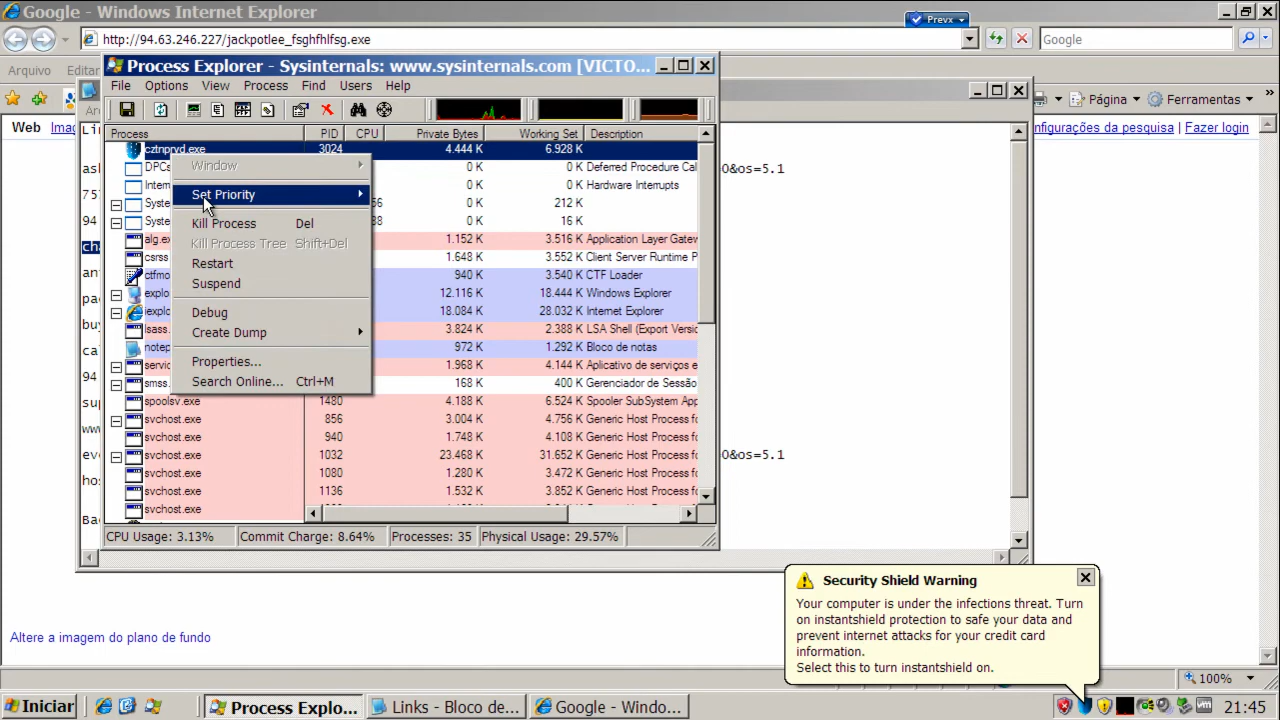 Google - Windows Internet Explorer
Prevx
http://94.63.246.227/jackpotlee_fsghfhlfsg.exe
Google
Arquivo Editar
Página Ferramentas »
Web
Fazer login
Process Explorer - Sysinternals: www.sysinternals.com [VICTO...
File Options View Process Find Users Help
Process PID CPU Private Bytes Working Set Description
cztnprvd.exe 3024 4.444 K 6.928 K
DPCs 0 K 0 K Deferred Procedure Cal
0 K 0 K Hardware Interrupts
0 K 212 K
0 K 16 K
1.152 K 3.516 K Application Layer Gatew
csrss 1.648 K 3.552 K Client Server Runtime P
940 K 3.540 K CTF Loader
12.116 K 18.444 K Windows Explorer
18.084 K 28.032 K Internet Explorer
lsass. 3.824 K 2.388 K LSA Shell (Export Versic
972 K 1.292 K Bloco de notas
1.968 K 4.144 K Aplicativo de serviços e
smss. 168 K 400 K Gerenciador de Sessão
spoolsv.exe 1480 4.188 K 6.524 K Spooler SubSystem App
svchost.exe 856 3.004 K 4.756 K Generic Host Process fo
svchost.exe 940 1.748 K 4.108 K Generic Host Process fo
svchost.exe 1032 23.468 K 31.652 K Generic Host Process fo
svchost.exe 1080 1.280 K 3.472 K Generic Host Process fo
svchost.exe 1136 1.532 K 3.852 K Generic Host Process fo
svchost.exe
Window
Set Priority
Kill Process Del
Kill Process Tree Shift+Del
Restart
Suspend
Debug
Create Dump
Properties...
Search Online... Ctrl+M
CPU Usage: 3.13% Commit Charge: 8.64% Processes: 35 Physical Usage: 29.57%
0&os=5.1
0&os=5.1
Security Shield Warning
Your computer is under the infections threat. Turn
on instantshield protection to safe your data and
prevent internet attacks for your credit card
information.
Select this to turn instantshield on.
Altere a imagem do plano de fundo
100%
Iniciar
Process Explo...
Links - Bloco de...
Google - Windo...
21:45